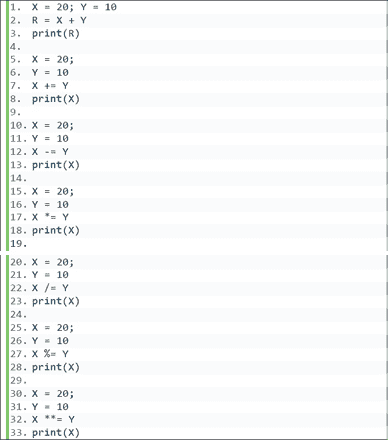 1. X = 20; Y = 10
2. R = X + Y
3. print(R)
4.
5. X = 20;
6. Y = 10
7. X += Y
8. print(X)
9.
10. X = 20;
11. Y = 10
12. X -= Y
13. print(X)
14.
15. X = 20;
16. Y = 10
17. X *= Y
18. print(X)
19.
20. X = 20;
21. Y = 10
22. X /= Y
23. print(X)
24.
25. X = 20;
26. Y = 10
27. X %= Y
28. print(X)
29.
30. X = 20;
31. Y = 10
32. X **= Y
33. print(X)